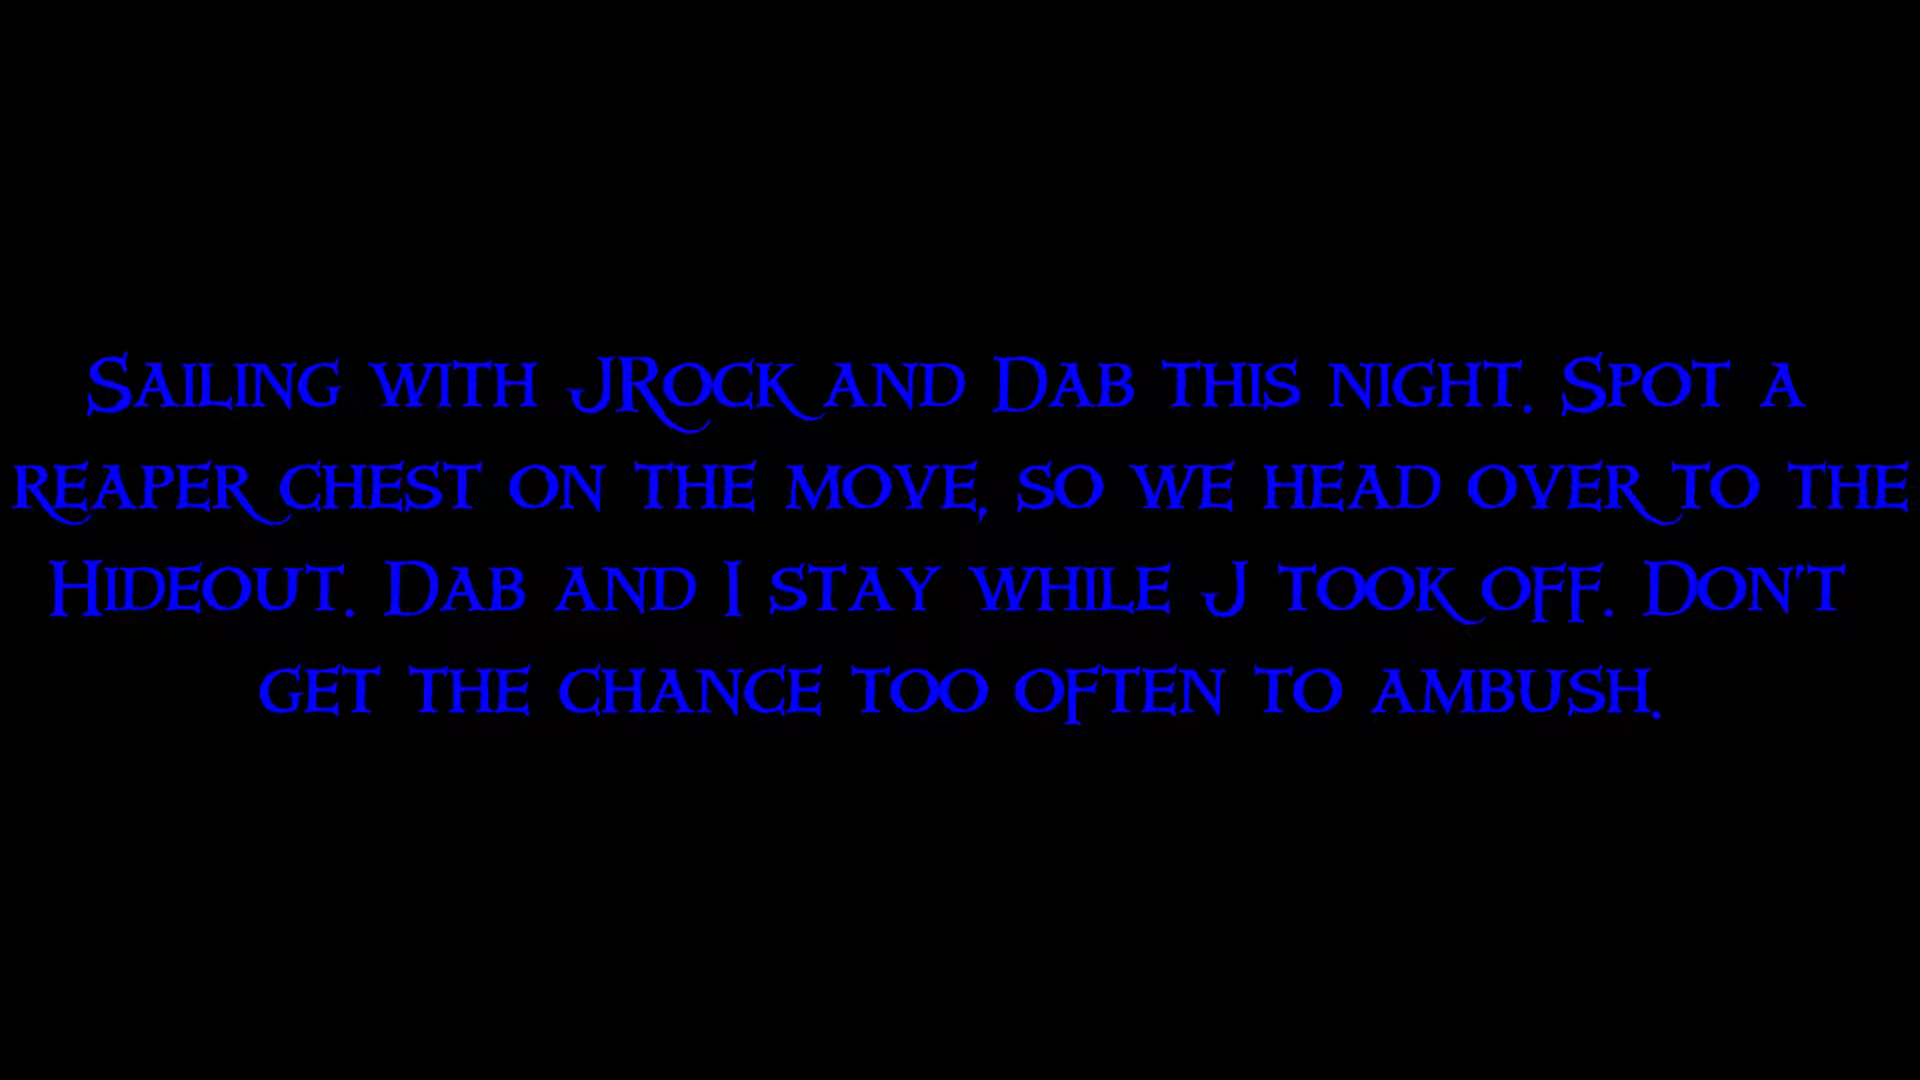 Sailing with JRock and Dab this night. Spot a
reaper chest on the move, so we head over to the
Hideout. Dab and I stay while J took off. Don't
get the chance too often to ambush.